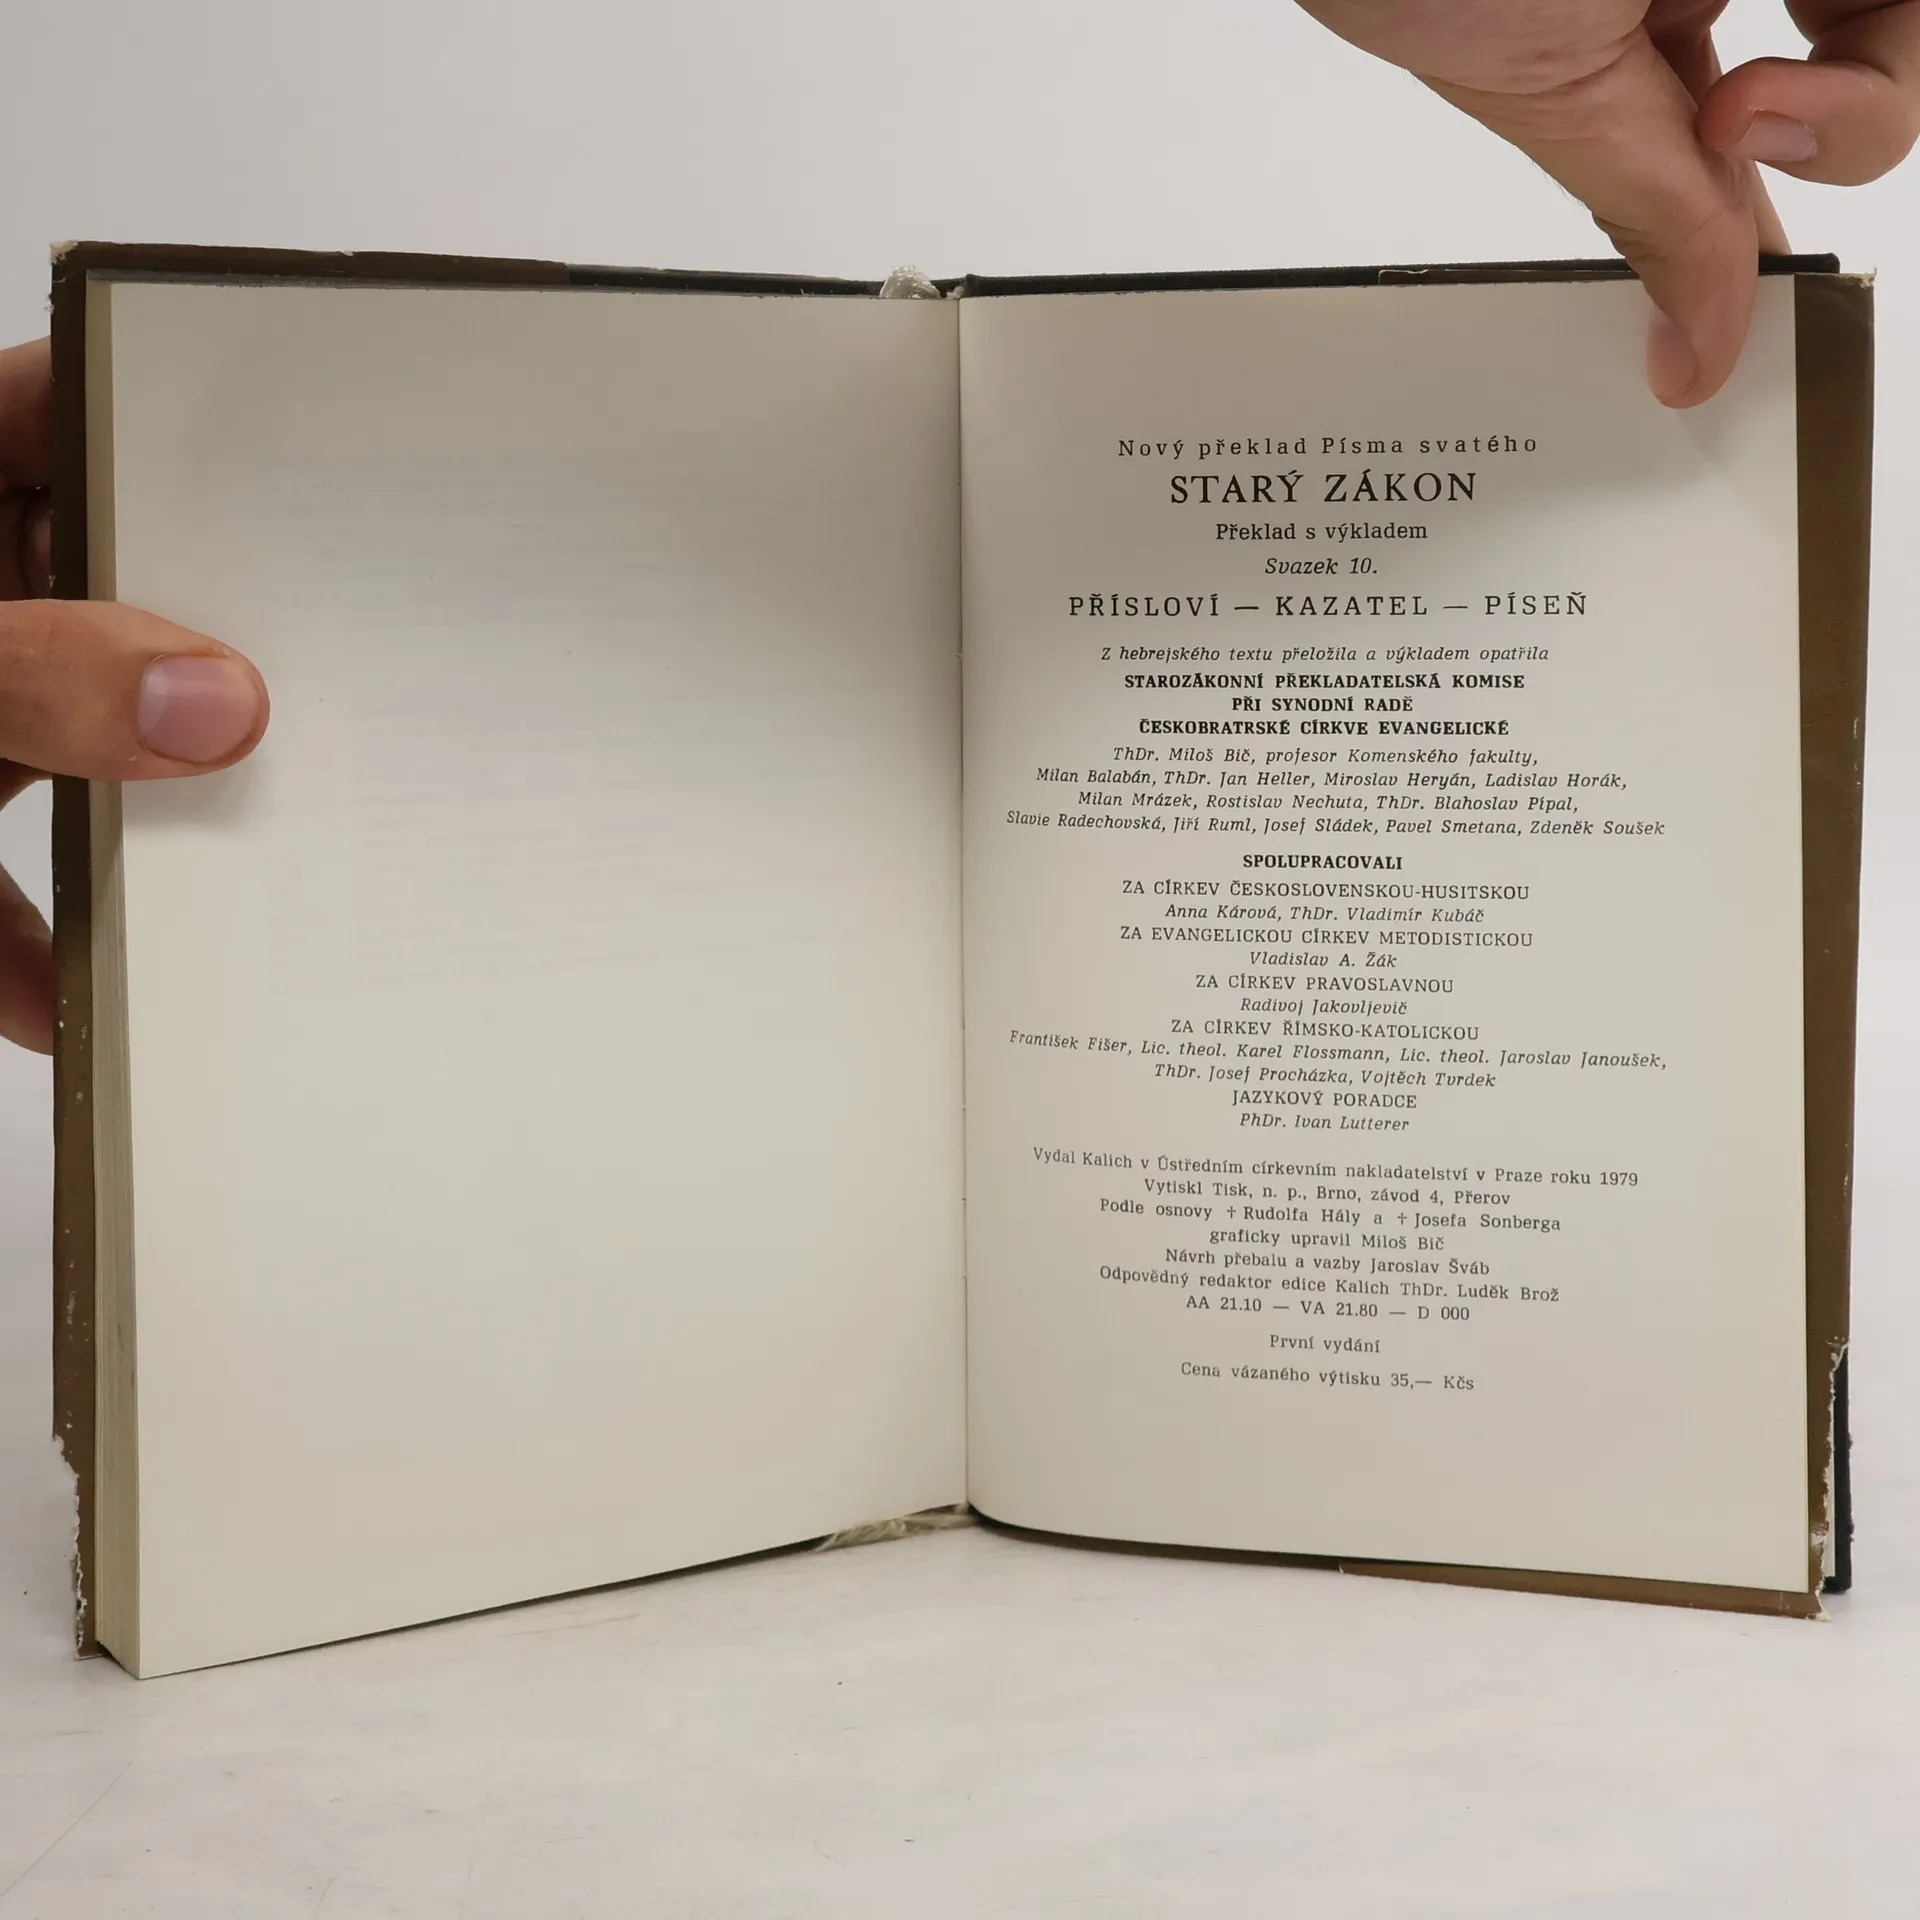 Nový překlad Písma svatého
STARÝ ZÁKON
Překlad s výkladem
Svazek 10.
PŘÍSLOVÍ — KAZATEL — PÍSEŇ
Z hebrejského textu přeložila a výkladem opatřila
STAROZÁKONNÍ PŘEKLADATELSKÁ KOMISE
PŘI SYNODNÍ RADĚ
ČESKOBRATRSKÉ CÍRKVE EVANGELICKÉ
ThDr. Miloš Bič, profesor Komenského fakulty,
Milan Balabán, ThDr. Jan Heller, Miroslav Heryán, Ladislav Horák,
Milan Mrázek, Rostislav Nechuta, ThDr. Blahoslav Pípal,
Slavie Radechovská, Jiří Ruml, Josef Sládek, Pavel Smetana, Zdeněk Soušek
SPOLUPRACOVALI
ZA CÍRKEV ČESKOSLOVENSKOU-HUSITSKOU
Anna Kárová, ThDr. Vladimír Kubáč
ZA EVANGELICKOU CÍRKEV METODISTICKOU
Vladislav A. Žák
ZA CÍRKEV PRAVOSLAVNOU
Radivoj Jakovljevič
ZA CÍRKEV ŘÍMSKO-KATOLICKOU
František Fišer, Lic. theol. Karel Flossmann, Lic. theol. Jaroslav Janoušek,
ThDr. Josef Procházka, Vojtěch Tvrdek
JAZYKOVÝ PORADCE
PhDr. Ivan Lutterer
Vydal Kalich v Ústředním církevním nakladatelství v Praze roku 1979
Vytiskl Tisk, n. p., Brno, závod 4, Přerov
Podle osnovy † Rudolfa Hály a † Josefa Sonberga
graficky upravil Miloš Bič
Návrh přebalu a vazby Jaroslav Šváb
Odpovědný redaktor edice Kalich ThDr. Luděk Brož
AA 21.10 — VA 21.80 — D 000
První vydání
Cena vázaného výtisku 35,— Kčs